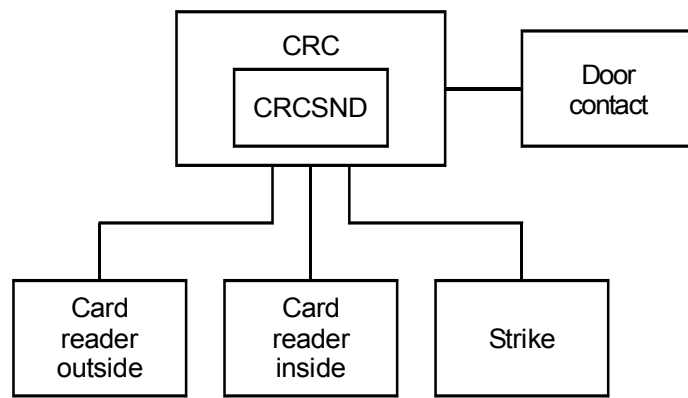 CRC
CRCSND
Door
contact
Card
reader
outside
Card
reader
inside
Strike